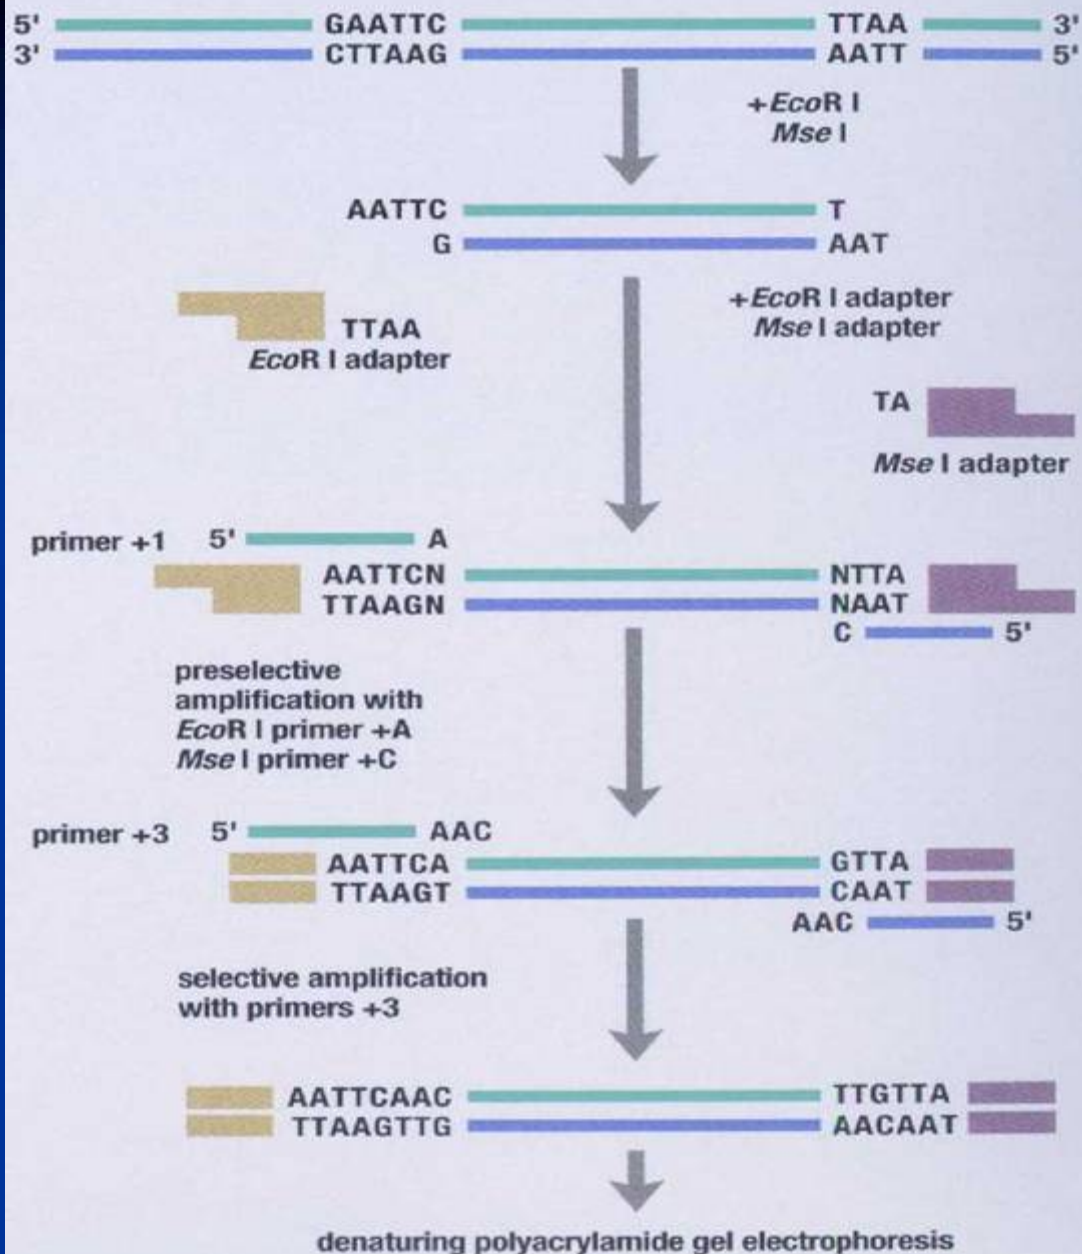 5' GAATTC TTAA 3'
3' CTTAAG AATT 5'
+EcoR I
Mse I
AATTC T
G AAT
+EcoR I adapter
Mse I adapter
TTAA
EcoR I adapter
TA
Mse I adapter
primer +1 5' A
AATTCN NTTA
TTAAGN NAAT
C 5'
preselective
amplification with
EcoR I primer +A
Mse I primer +C
primer +3 5' AAC
AATTCA GTTA
TTAAGT CAAT
AAC 5'
selective amplification
with primers +3
AATTCAAC TTGTTA
TTAAGTTG AACAAT
denaturing polyacrylamide gel electrophoresis